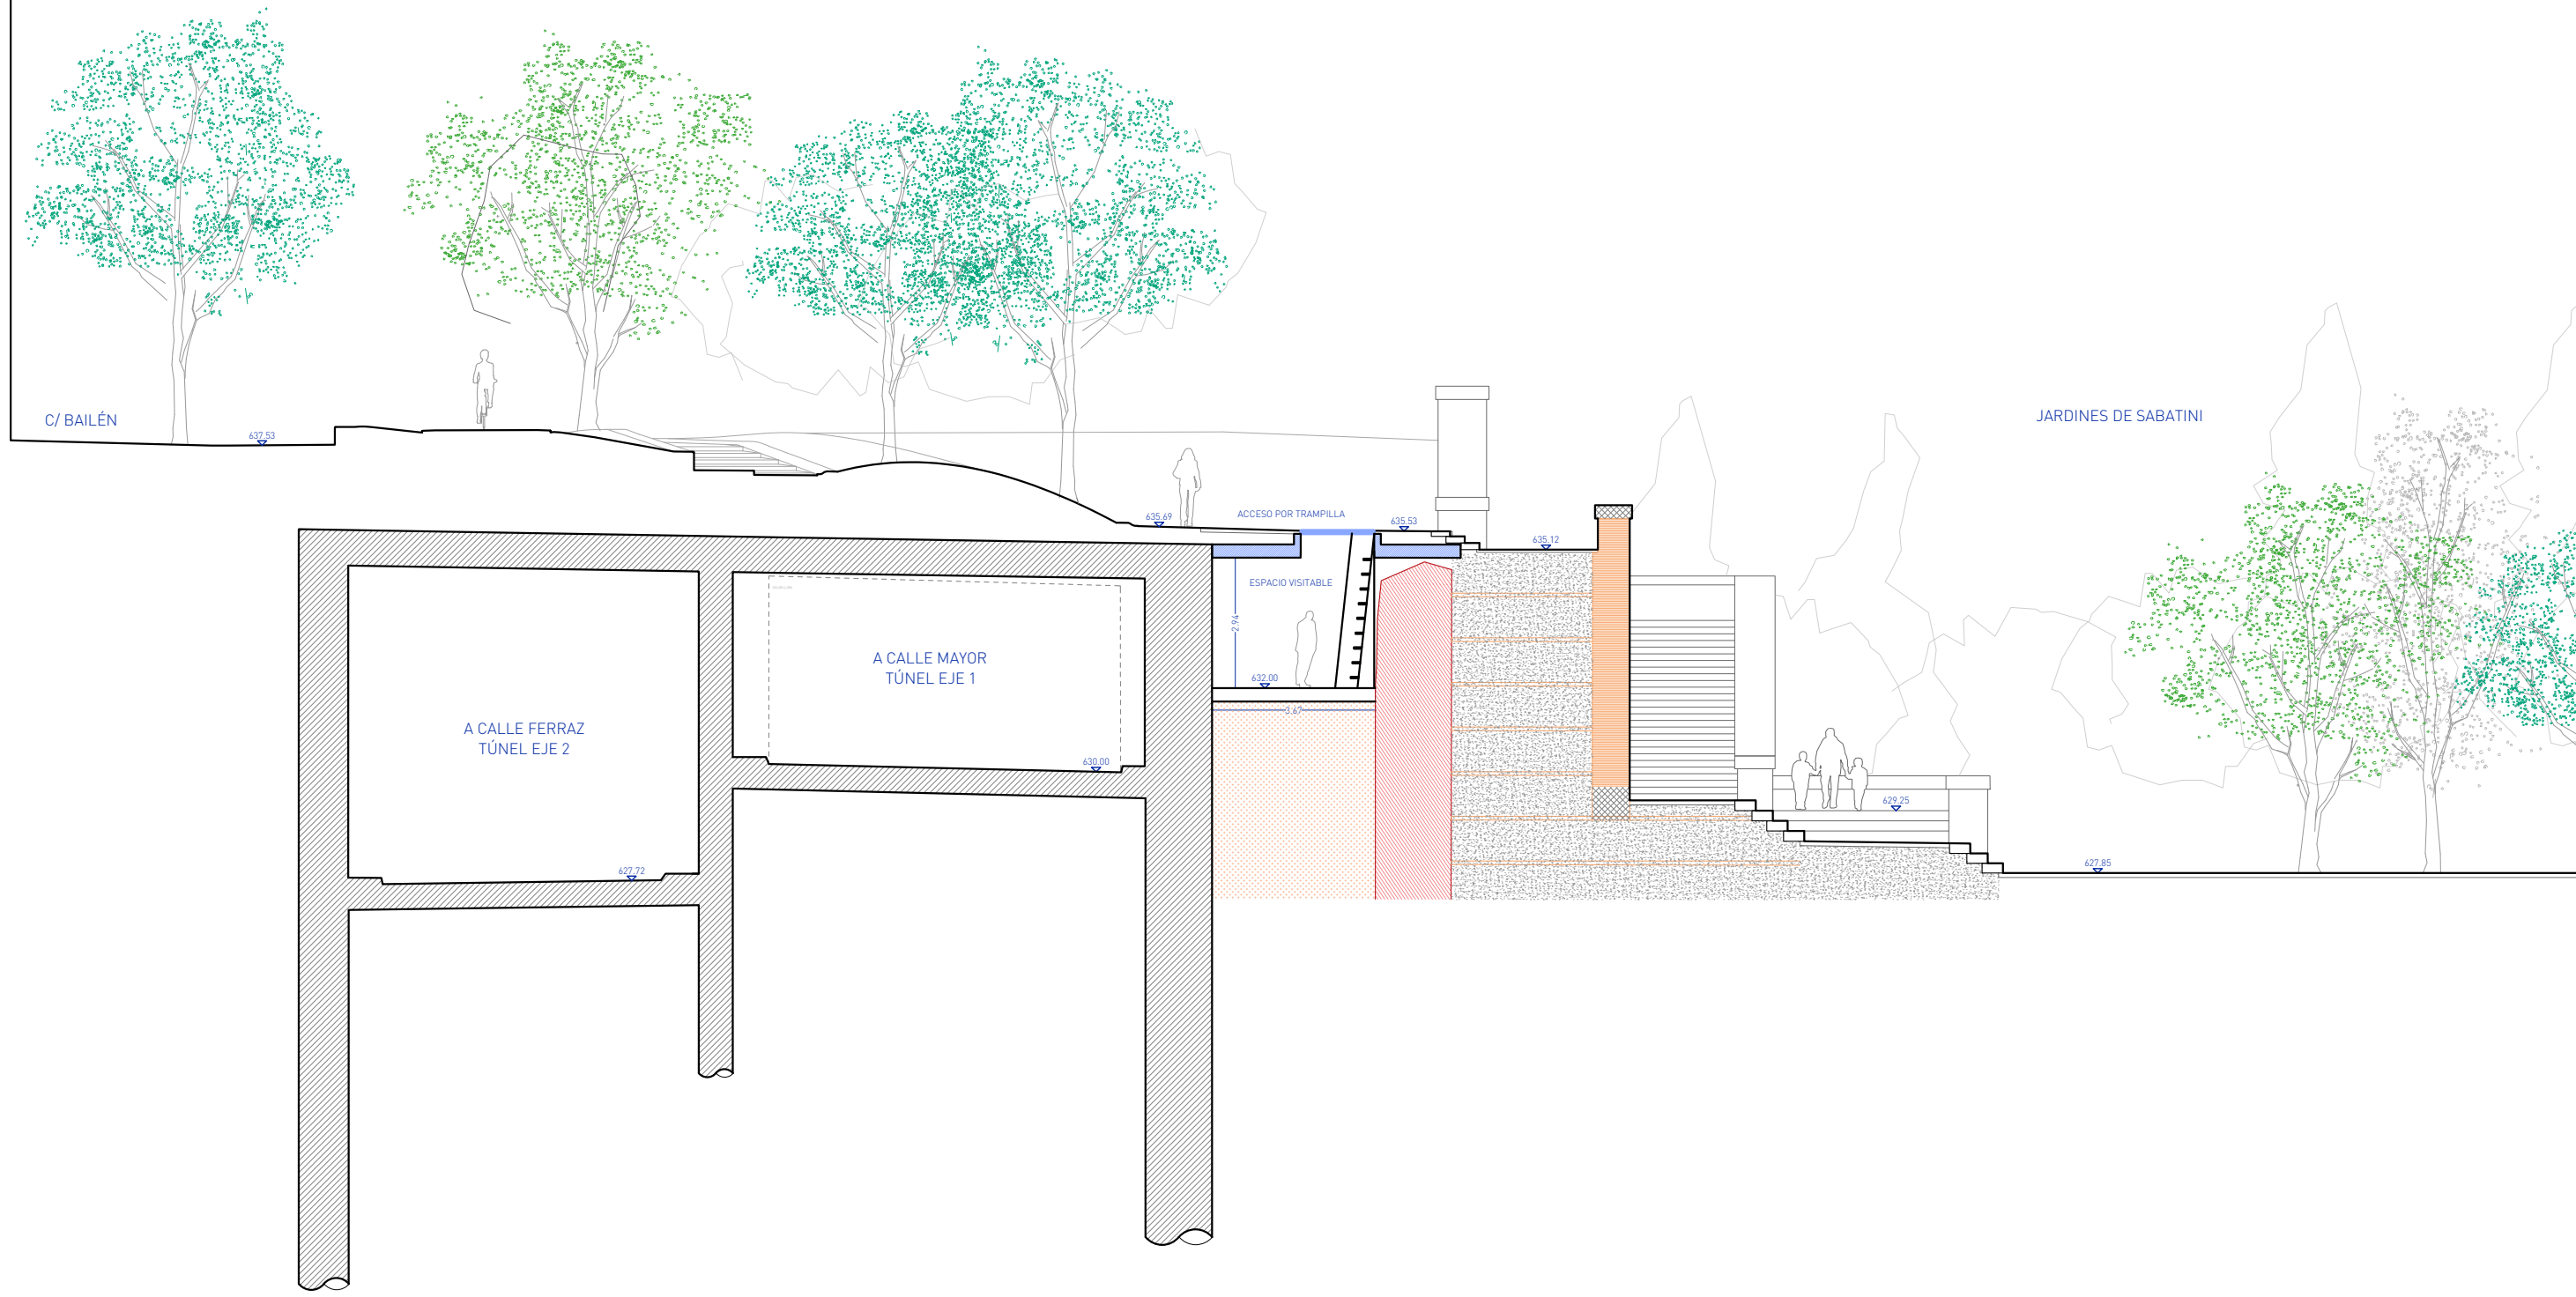 C/ BAILÉN
637.53
JARDINES DE SABATINI
635.69
ACCESO POR TRAMPILLA
635.53
635.12
ESPACIO VISITABLE
2.94
A CALLE MAYOR
TÚNEL EJE 1
632.00
3.67
A CALLE FERRAZ
TÚNEL EJE 2
630.00
629.25
627.72
627.85